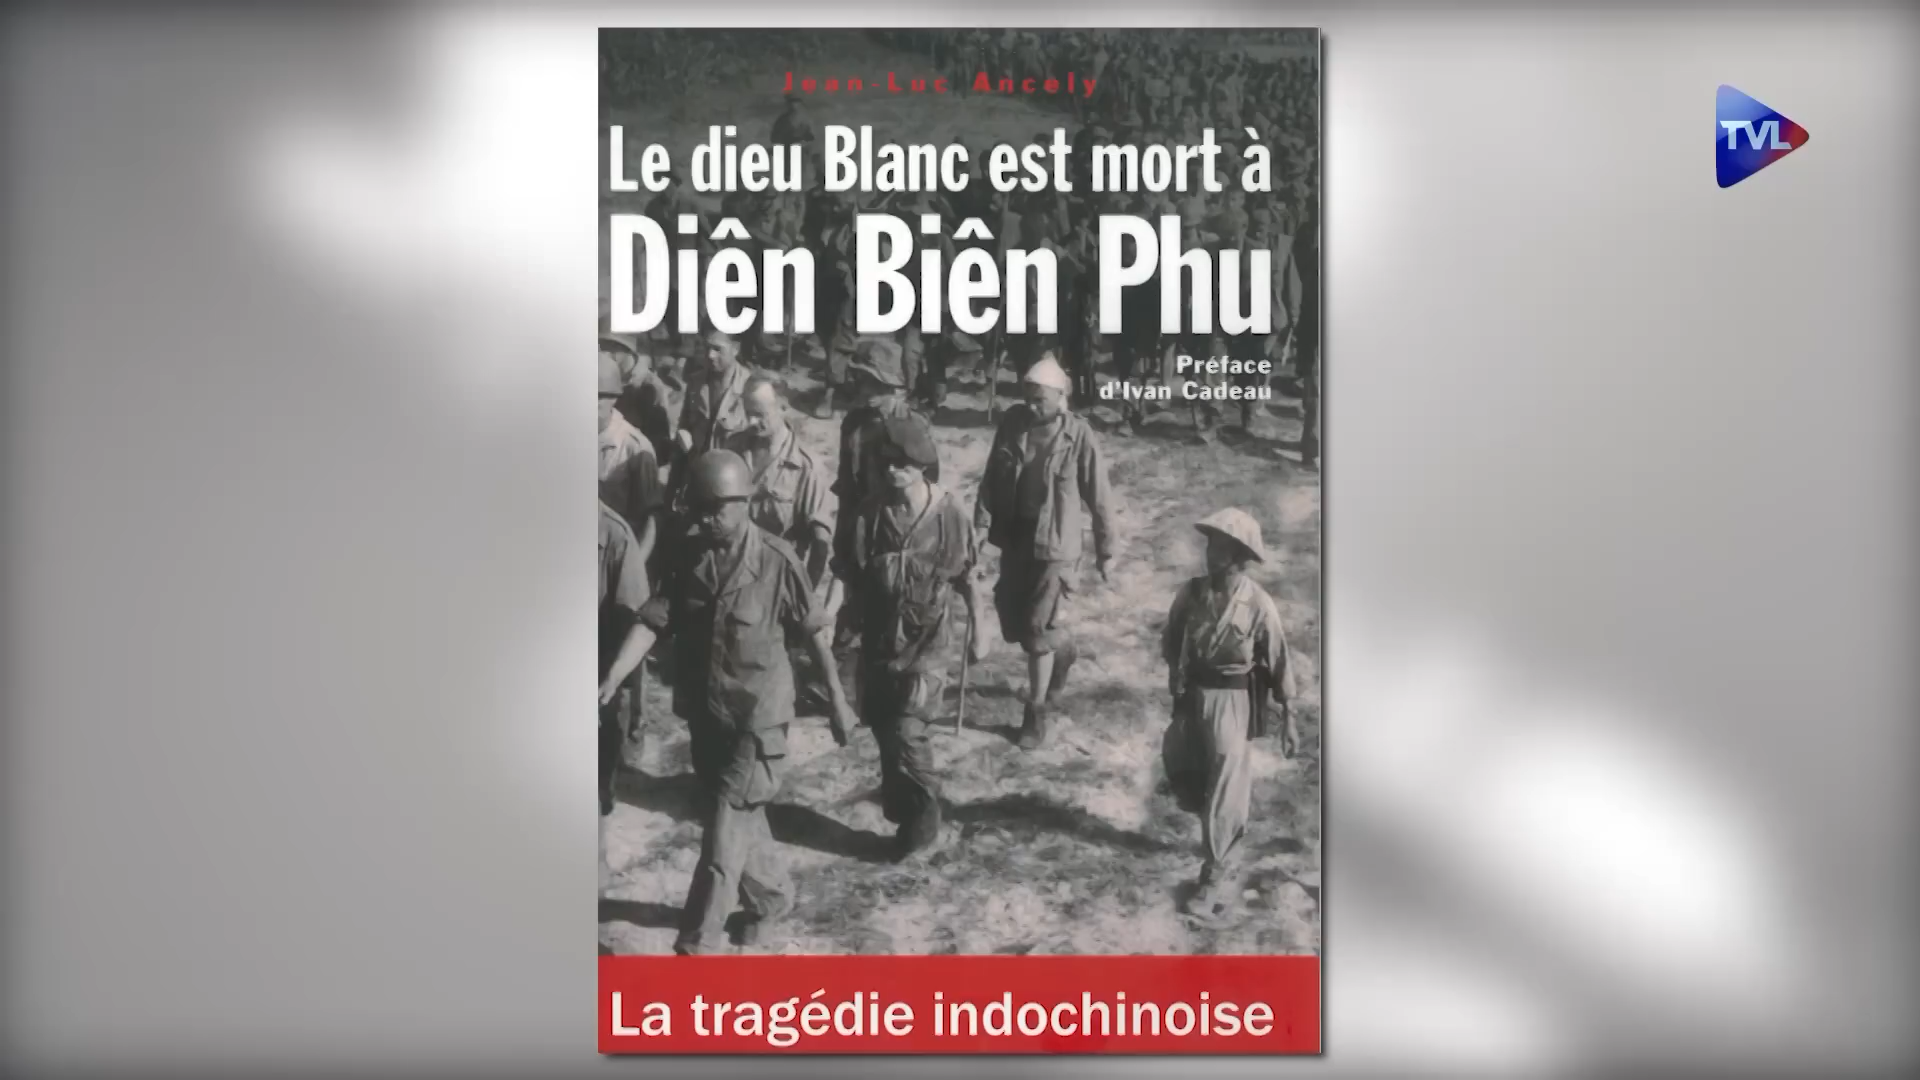 Jean-Luc Ancely
TVL
Le dieu Blanc est mort à
Diên Biên Phu
Préface
d'Ivan Cadeau
La tragédie indochinoise